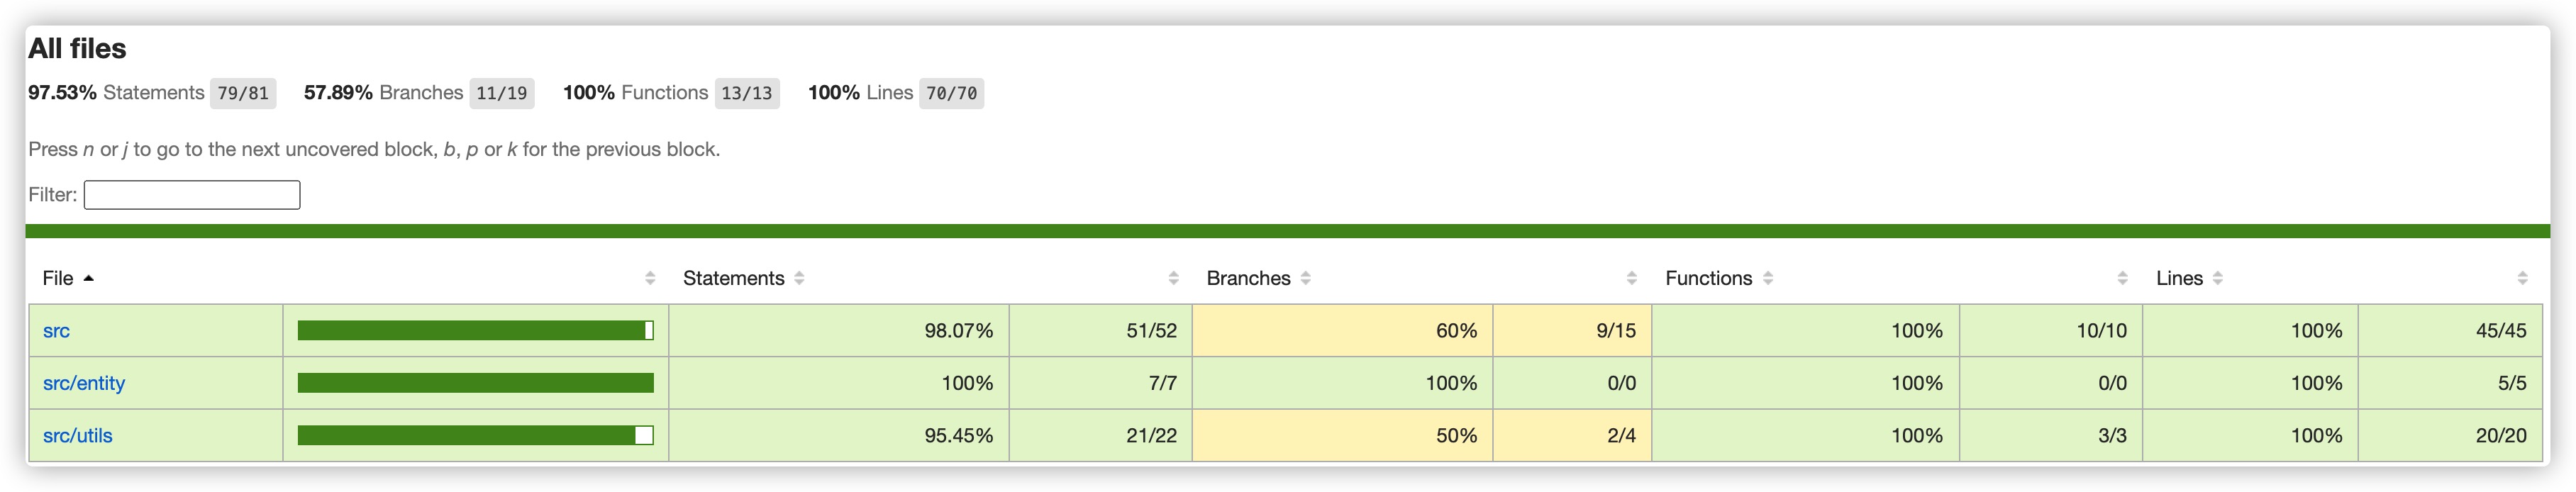 All files
97.53% Statements 79/81 57.89% Branches 11/19 100% Functions 13/13 100% Lines 70/70
Press n or j to go to the next uncovered block, b, p or k for the previous block.
Filter:
File Statements Branches Functions Lines
src 98.07% 51/52 60% 9/15 100% 10/10 100% 45/45
src/entity 100% 7/7 100% 0/0 100% 0/0 100% 5/5
src/utils 95.45% 21/22 50% 2/4 100% 3/3 100% 20/20